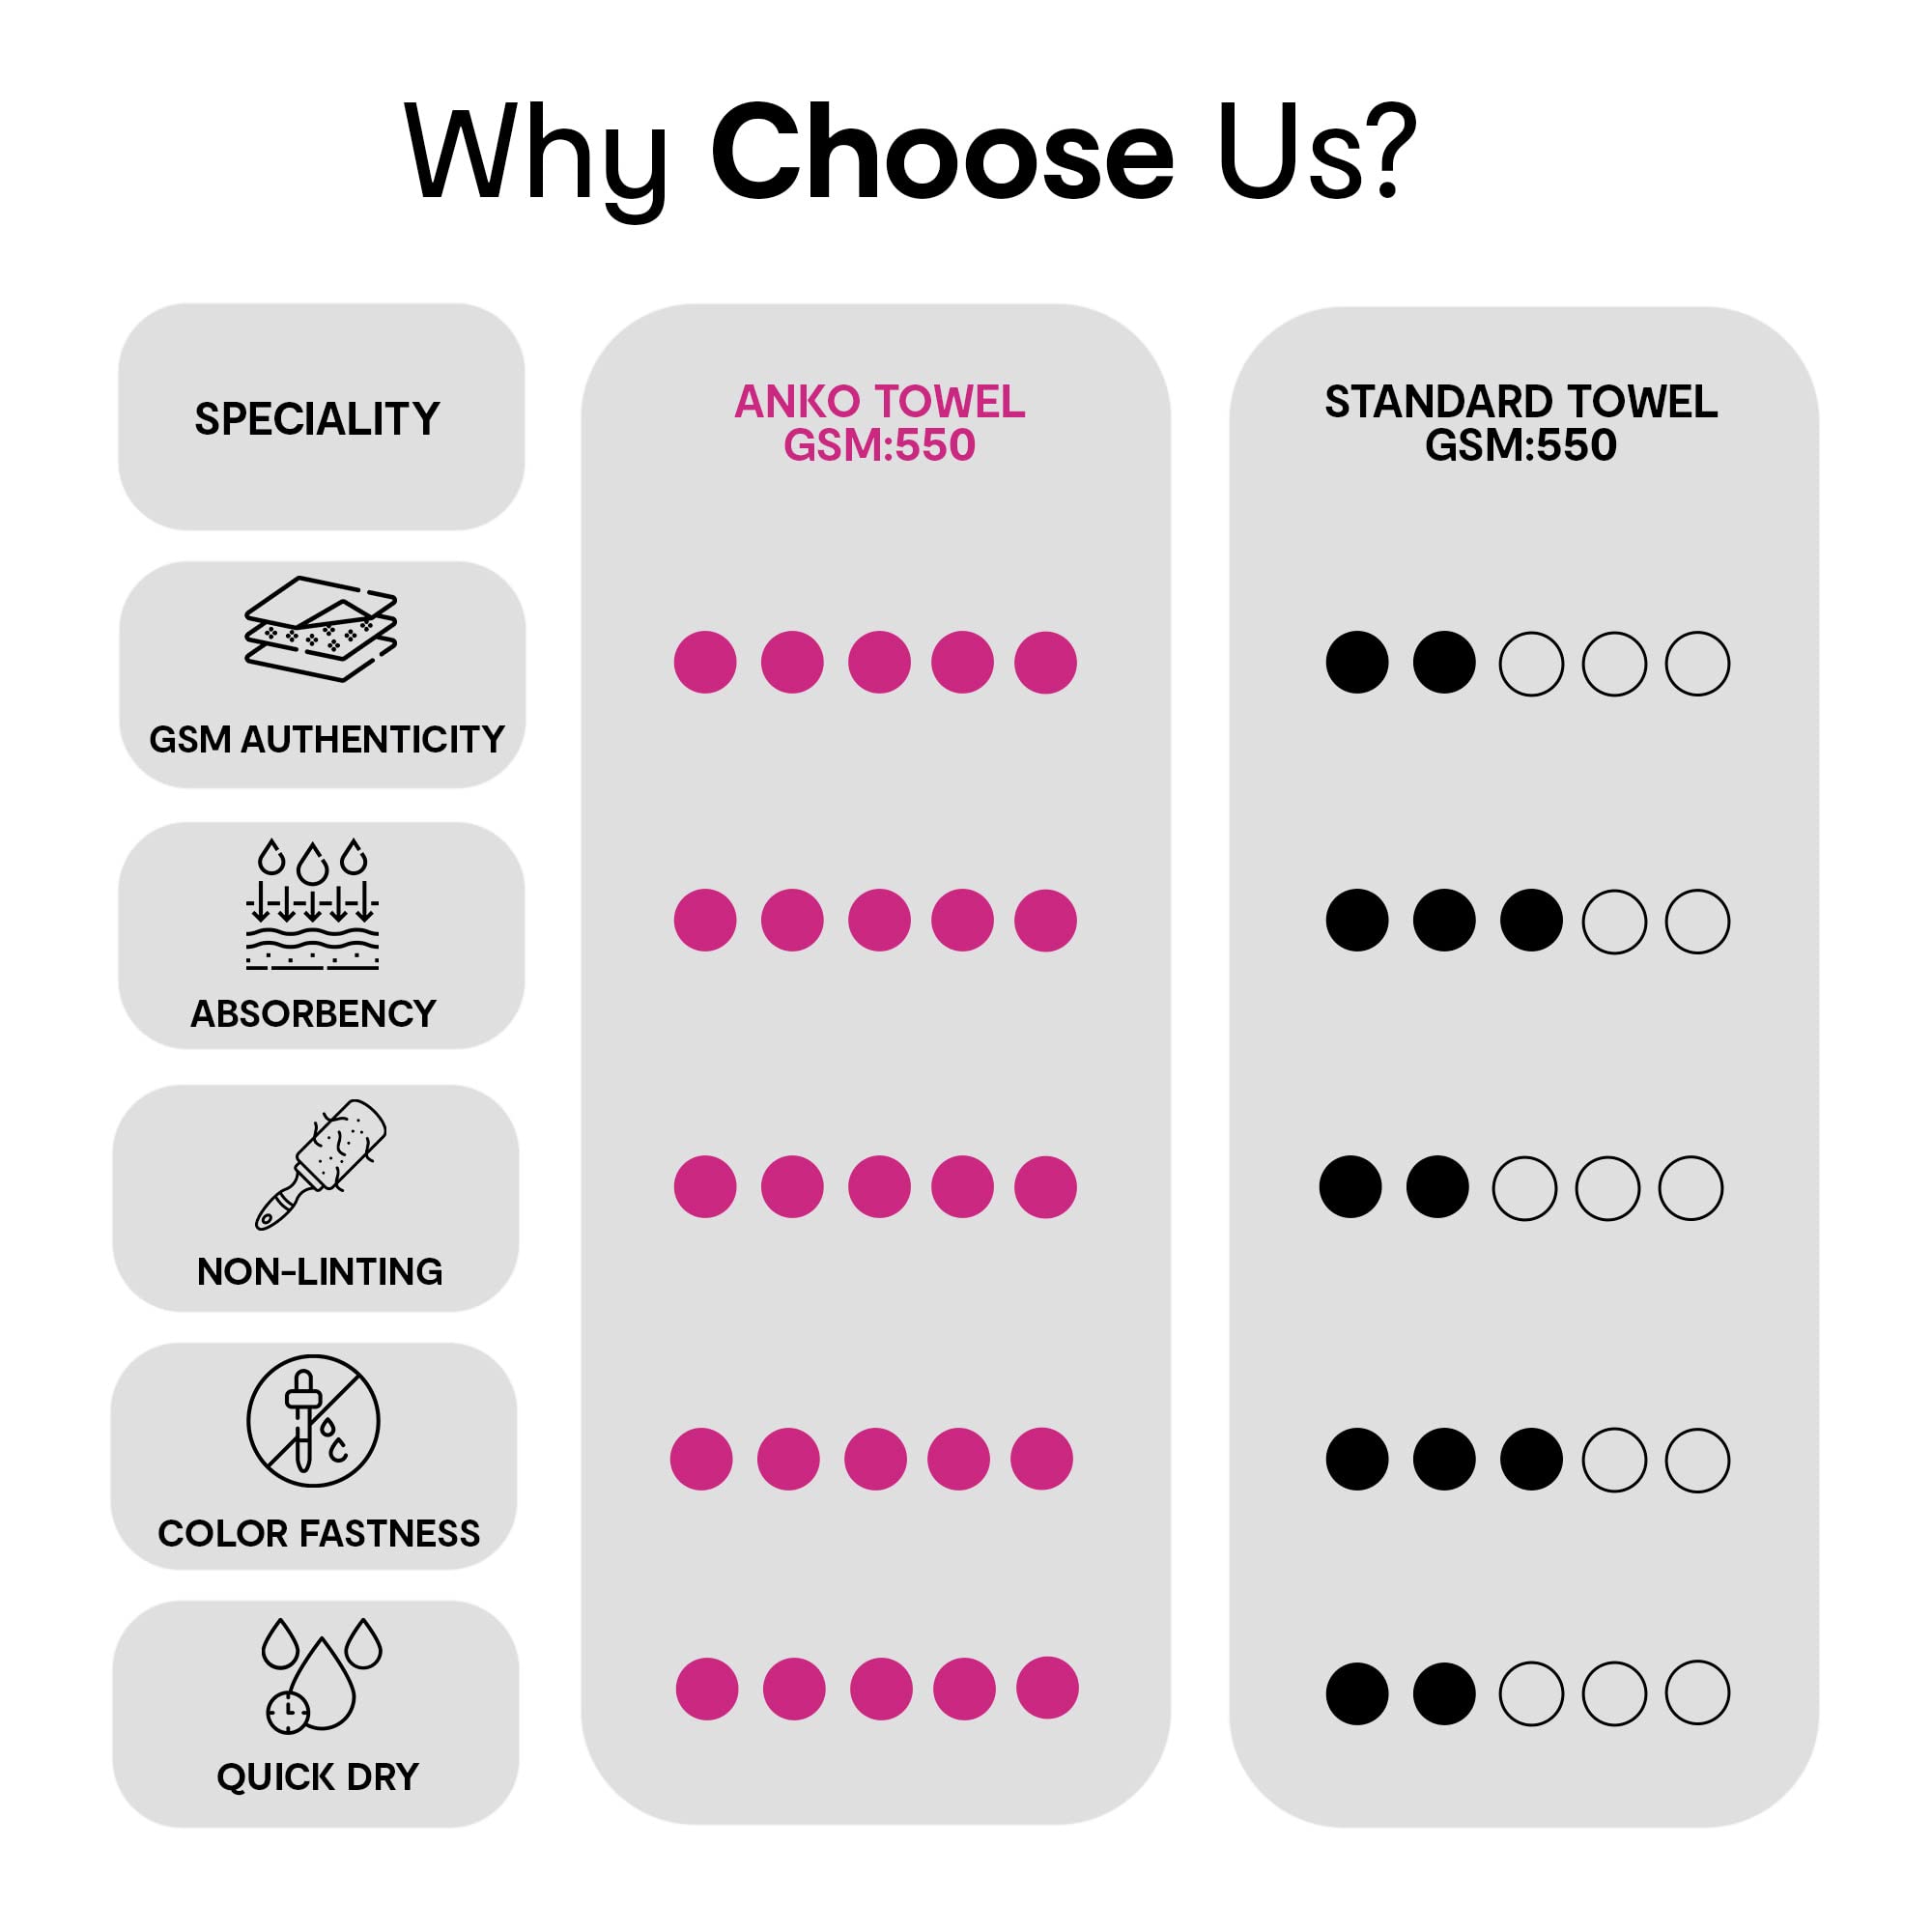 Why Choose Us?
SPECIALITY
ANKO TOWEL
GSM:550
STANDARD TOWEL
GSM:550
GSM AUTHENTICITY
ABSORBENCY
NON-LINTING
COLOR FASTNESS
QUICK DRY